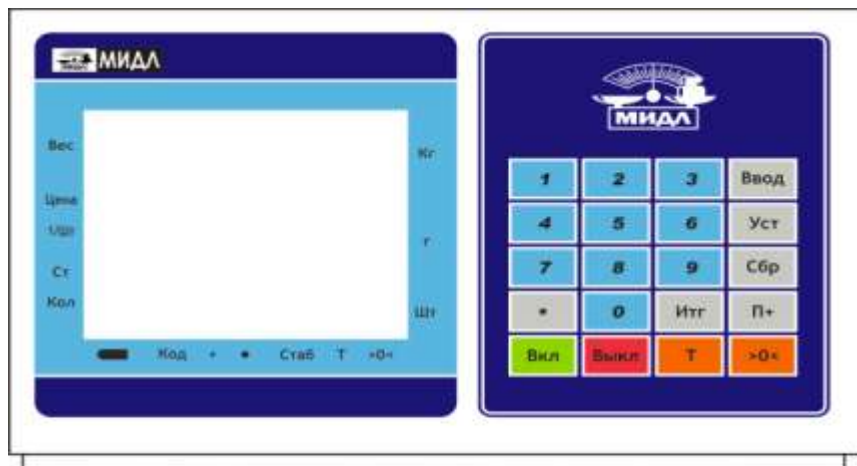 МИДЛ
МИДЛ
Вес
Кг
Цена
г
Ст
Кол
Шт
Код + • Стаб Т >0<
МИДЛ
1 2 3 Ввод
4 5 6 Уст
7 8 9 Сбр
• 0 Итг П+
Вкл Выкл Т >0<